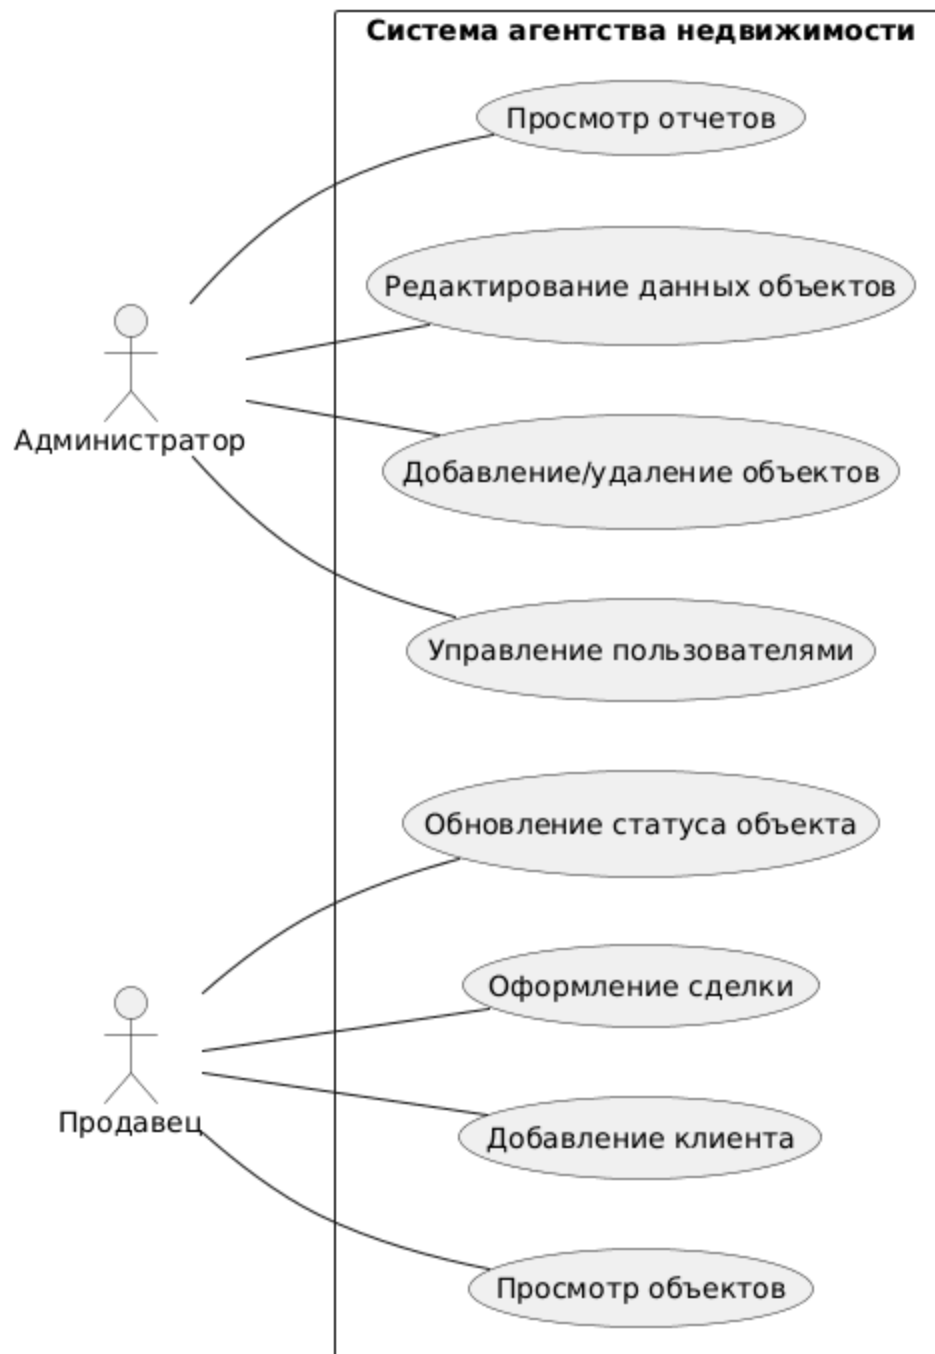 Система агентства недвижимости
Просмотр отчетов
Редактирование данных объектов
Администратор
Добавление/удаление объектов
Управление пользователями
Обновление статуса объекта
Оформление сделки
Продавец
Добавление клиента
Просмотр объектов